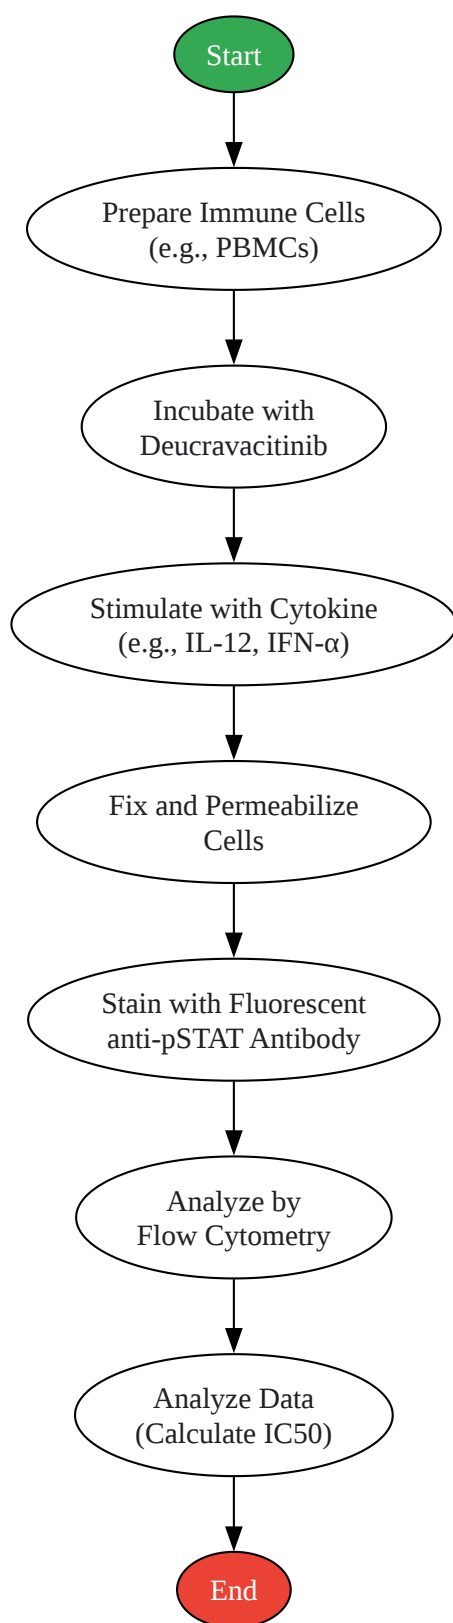 Start
Prepare Immune Cells
(e.g., PBMCs)
Incubate with
Deucravacitinib
Stimulate with Cytokine
(e.g., IL-12, IFN-α)
Fix and Permeabilize
Cells
Stain with Fluorescent
anti-pSTAT Antibody
Analyze by
Flow Cytometry
Analyze Data
(Calculate IC50)
End